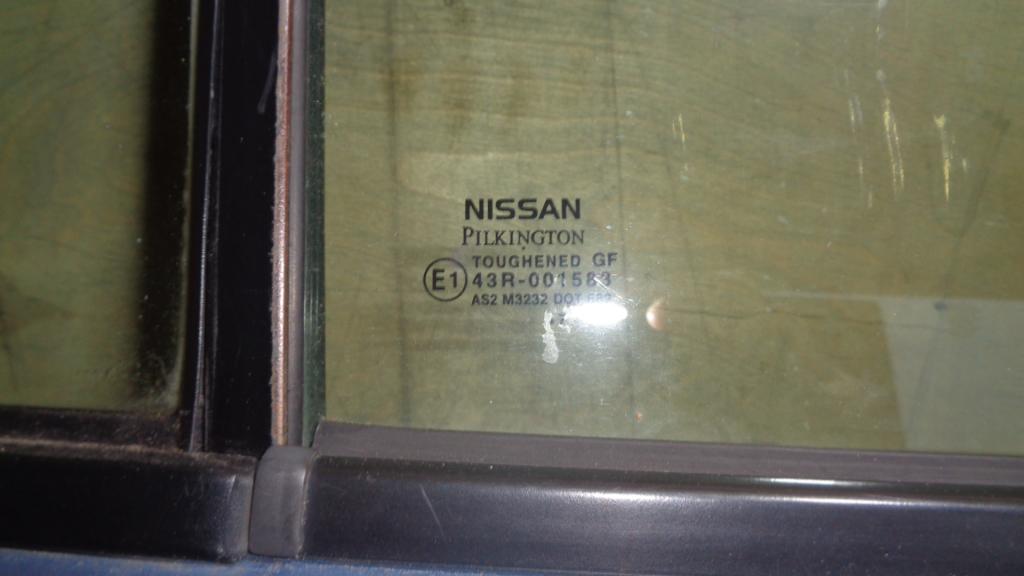 NISSAN
PILKINGTON
TOUGHENED GF
E1 43R-001583
AS2 M3232 DOT